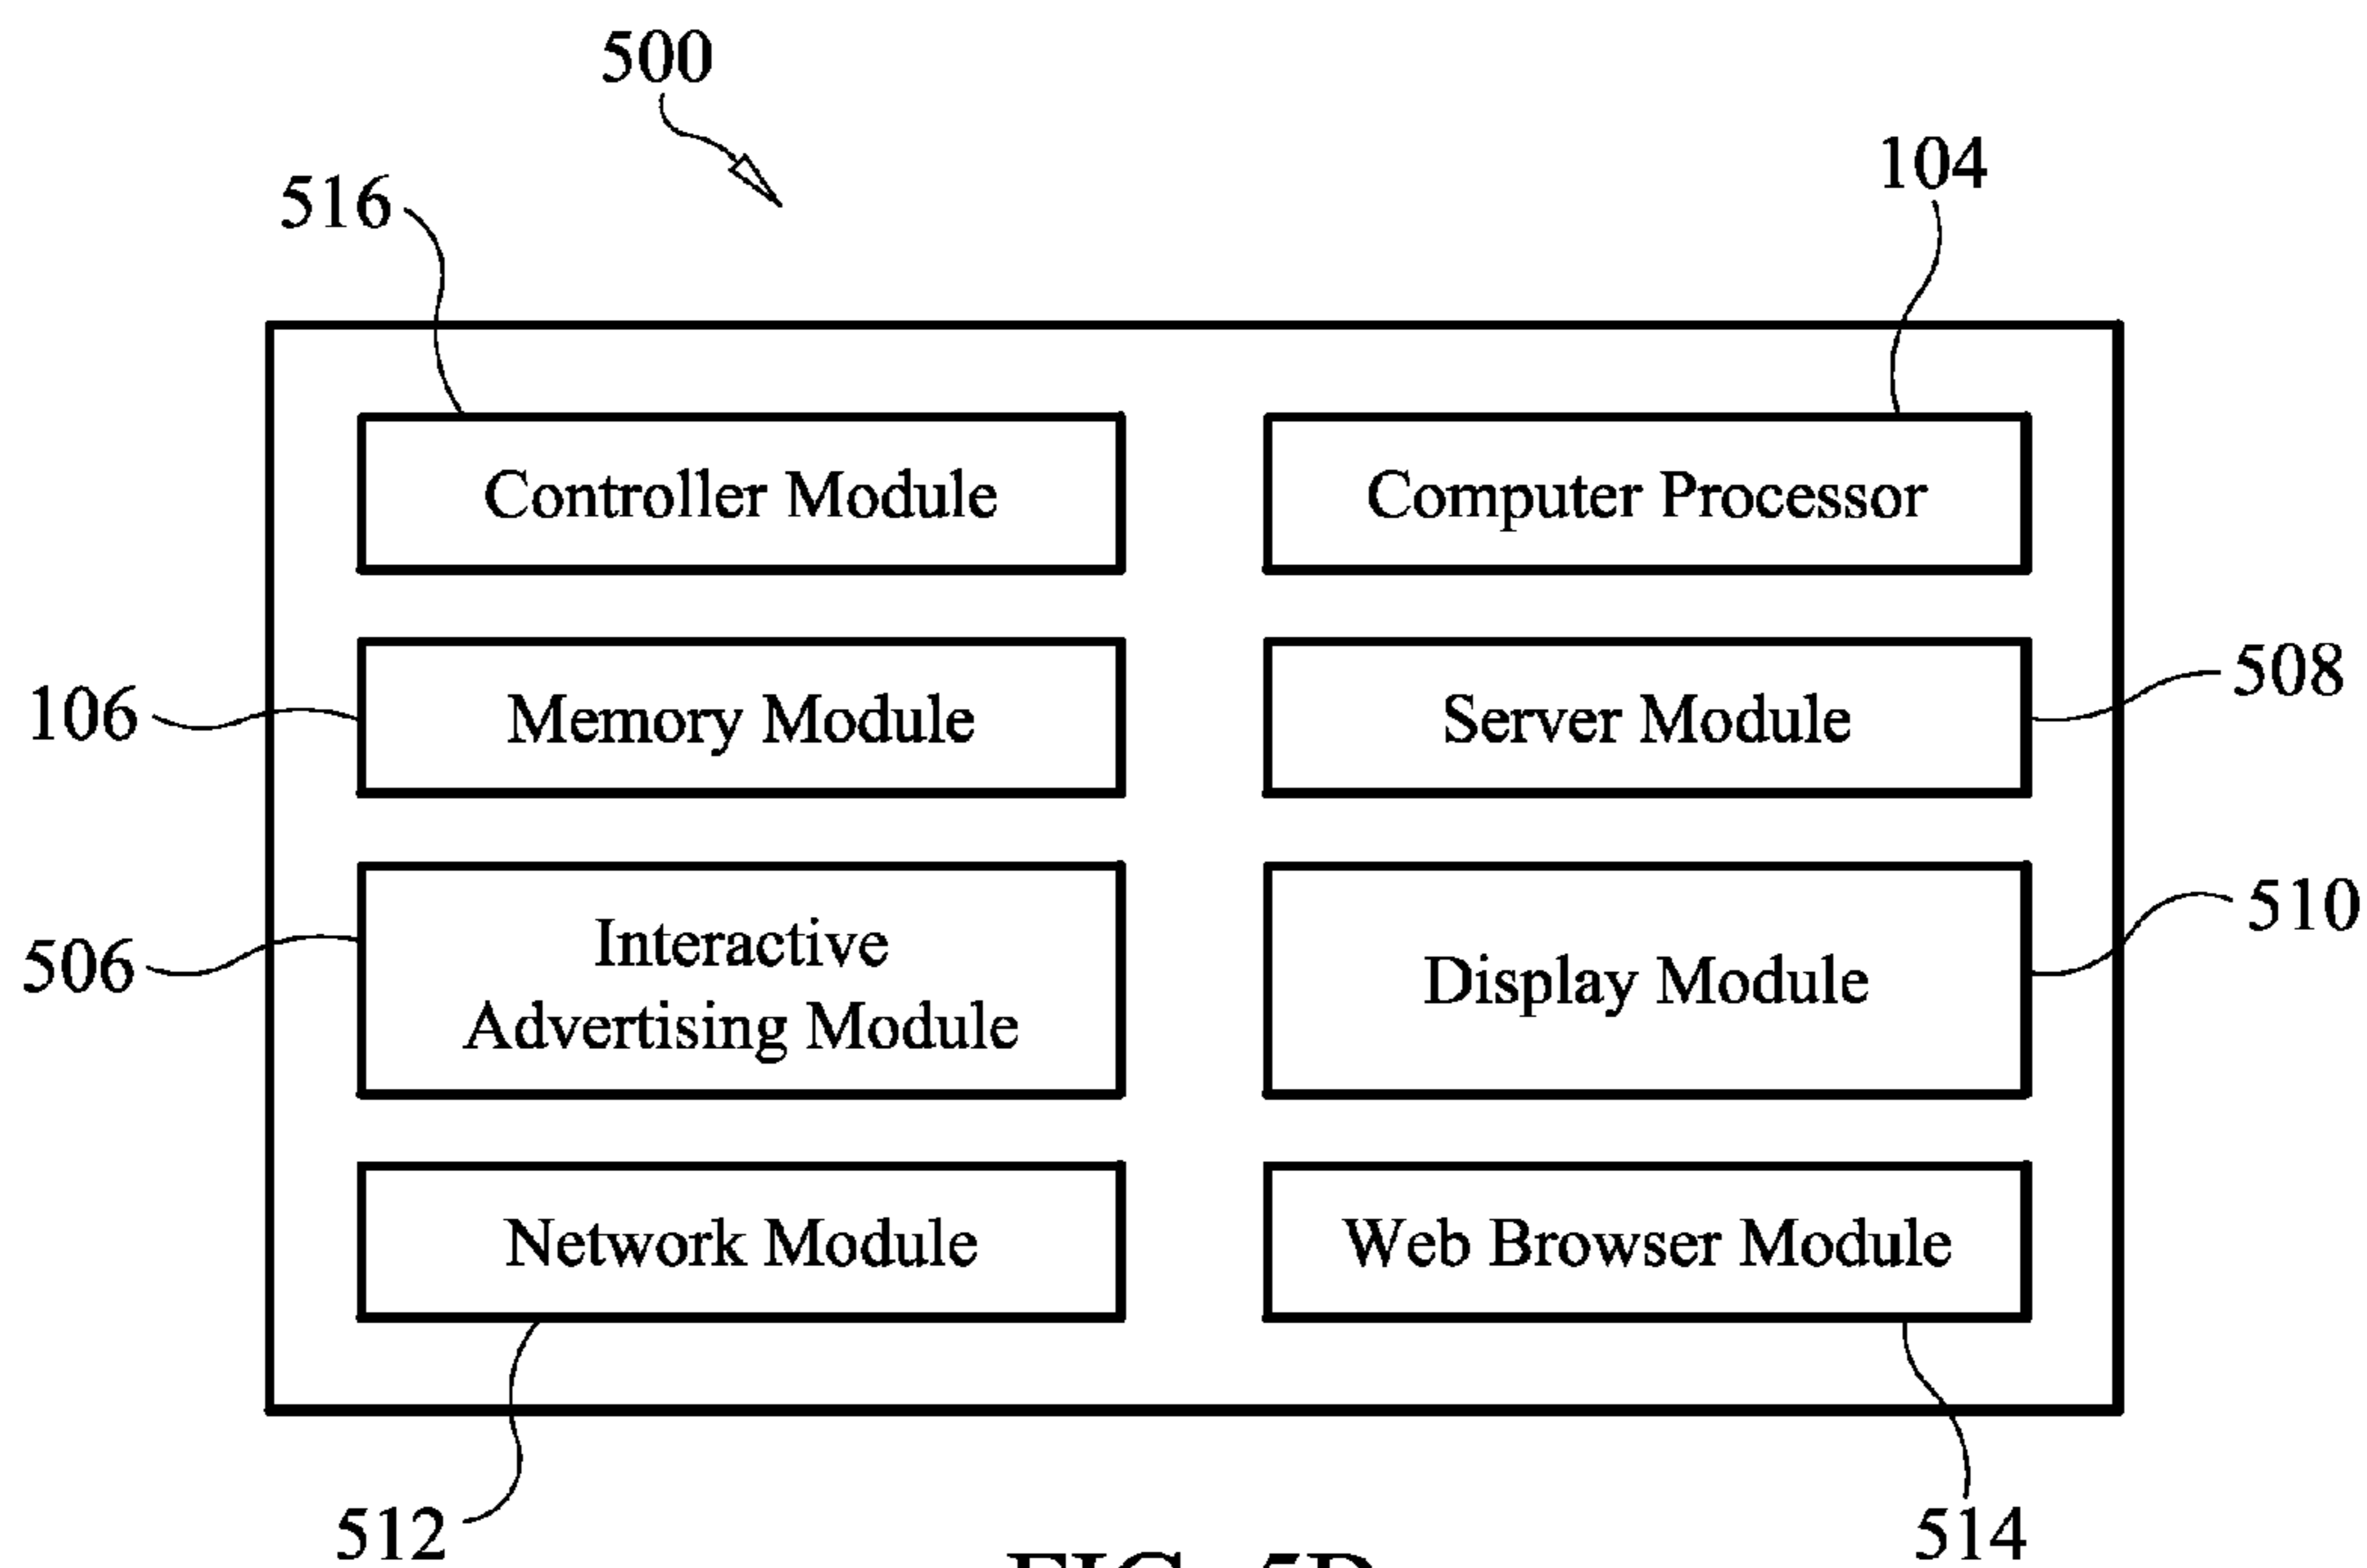 500
516
104
Controller Module
Computer Processor
106
Memory Module
Server Module
508
506
Interactive
Advertising Module
Display Module
510
Network Module
Web Browser Module
512
514